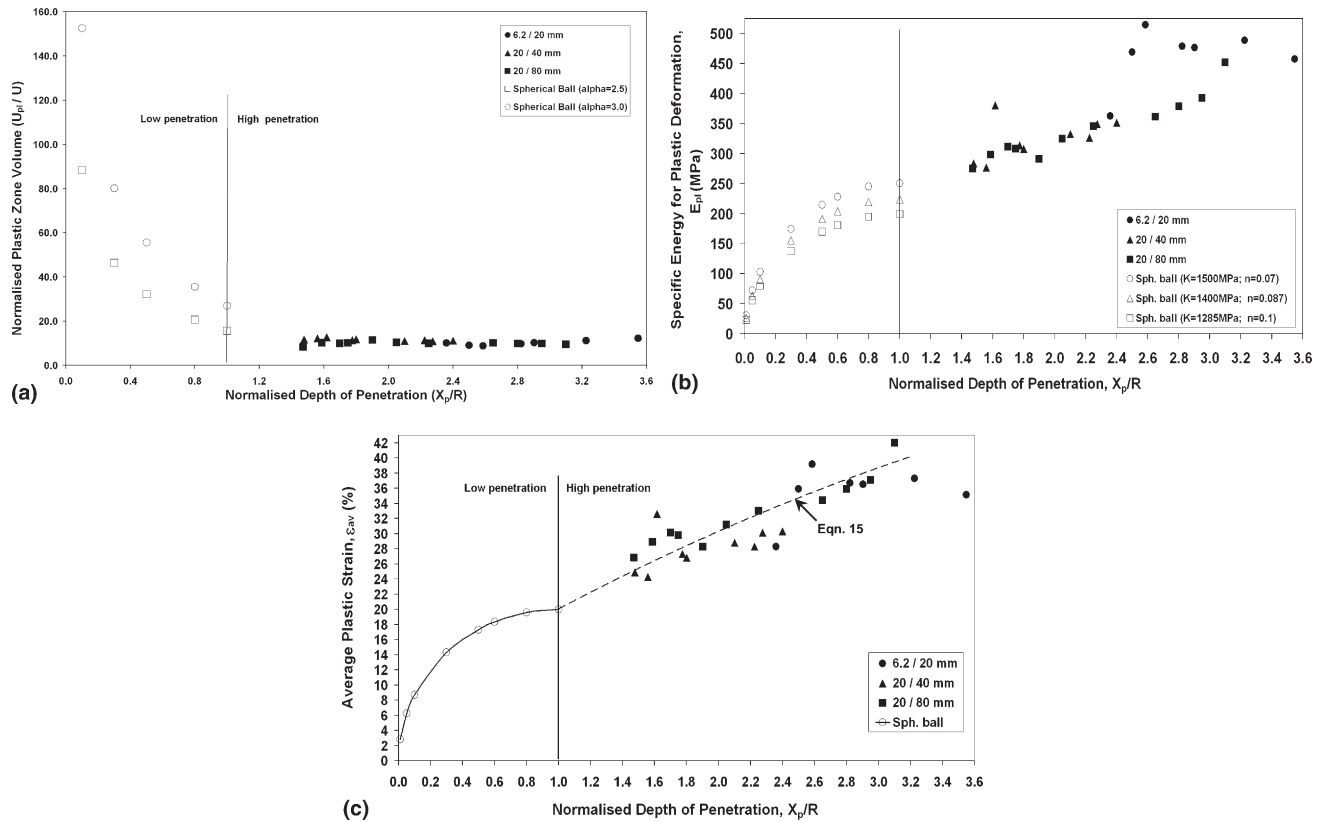 160.0
140.0
120.0
100.0
80.0
60.0
40.0
20.0
0.0
Normalised Plastic Zone Volume (Upl / U)
6.2 / 20 mm
20 / 40 mm
20 / 80 mm
Spherical Ball (alpha=2.5)
Spherical Ball (alpha=3.0)
Low penetration
High penetration
0.0 0.4 0.8 1.2 1.6 2.0 2.4 2.8 3.2 3.6
Normalised Depth of Penetration (Xp/R)
(a)
500
450
400
350
300
250
200
150
100
50
0
Specific Energy for Plastic Deformation,
Epl (MPa)
6.2 / 20 mm
20 / 40 mm
20 / 80 mm
Sph. ball (K=1500MPa; n=0.07)
Sph. ball (K=1400MPa; n=0.087)
Sph. ball (K=1285MPa; n=0.1)
0.0 0.2 0.4 0.6 0.8 1.0 1.2 1.4 1.6 1.8 2.0 2.2 2.4 2.6 2.8 3.0 3.2 3.4 3.6
Normalised Depth of Penetration, Xp/R
(b)
42
40
38
36
34
32
30
28
26
24
22
20
18
16
14
12
10
8
6
4
2
0
Average Plastic Strain, εav (%)
Low penetration
High penetration
Eqn. 15
6.2 / 20 mm
20 / 40 mm
20 / 80 mm
Sph. ball
0.0 0.2 0.4 0.6 0.8 1.0 1.2 1.4 1.6 1.8 2.0 2.2 2.4 2.6 2.8 3.0 3.2 3.4 3.6
Normalised Depth of Penetration, Xp/R
(c)